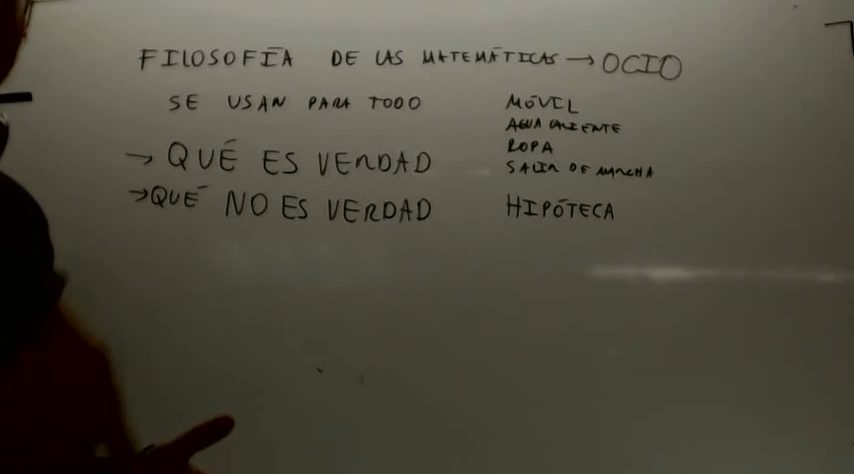 FILOSOFÍA DE LAS MATEMÁTICAS → OCIO
SE USAN PARA TODO
→ QUÉ ES VERDAD
→ QUÉ NO ES VERDAD
MÓVIL
AGUA CALIENTE
ROPA
SALIR DE MARCHA
HIPÓTECA